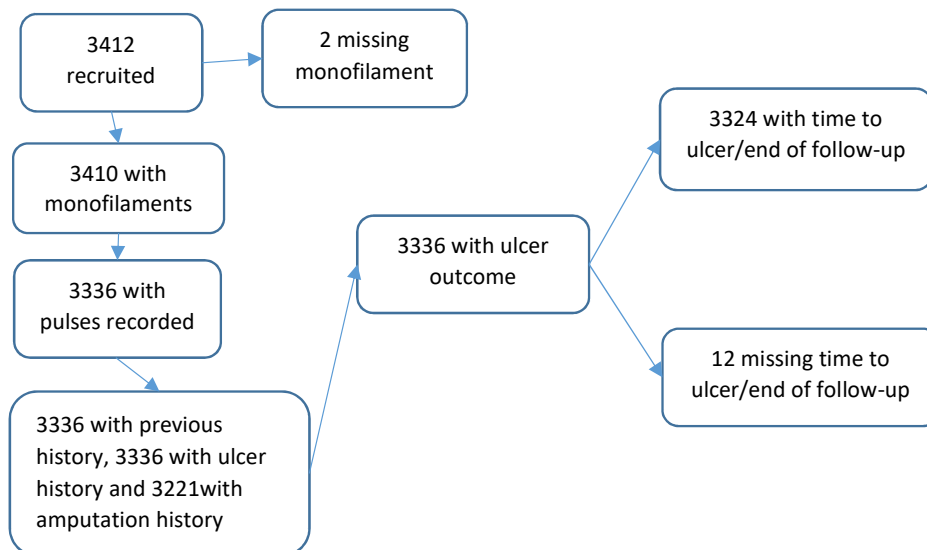 3412
recruited
2 missing
monofilament
3410 with
monofilaments
3336 with
pulses recorded
3336 with previous
history, 3336 with ulcer
history and 3221with
amputation history
3336 with ulcer
outcome
3324 with time to
ulcer/end of follow-up
12 missing time to
ulcer/end of follow-up